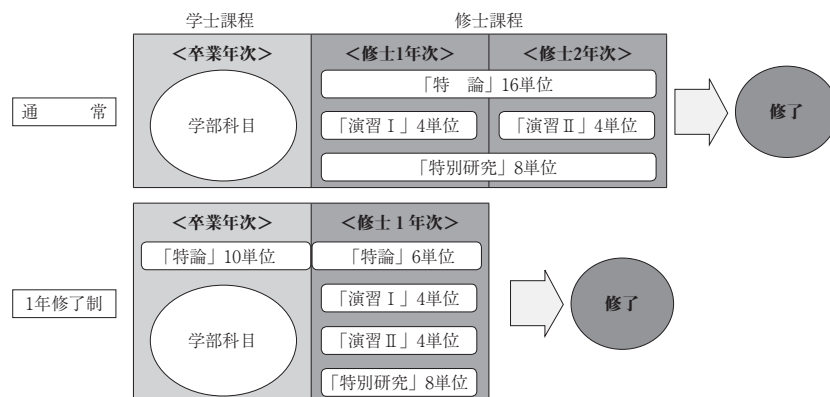 学士課程 修士課程
<卒業年次> <修士1年次> <修士2年次>
「特　論」16単位
通　　常
学部科目
「演習Ⅰ」4単位 「演習Ⅱ」4単位
修了
「特別研究」8単位
<卒業年次> <修士1年次>
「特論」10単位 「特論」6単位
1年修了制
「演習Ⅰ」4単位
修了
学部科目
「演習Ⅱ」4単位
「特別研究」8単位